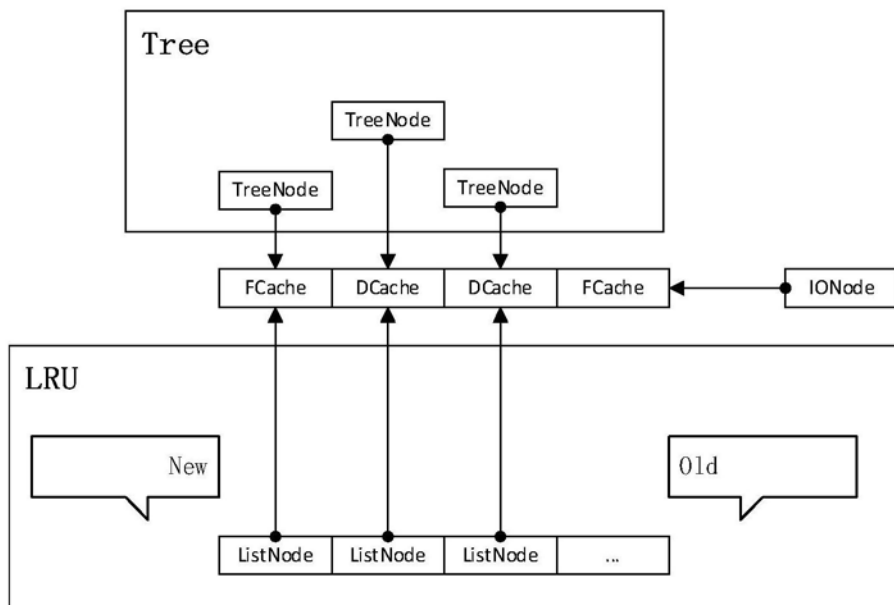 Tree
TreeNode
TreeNode
TreeNode
FCache DCache DCache FCache
IONode
LRU
New
Old
ListNode ListNode ListNode ...